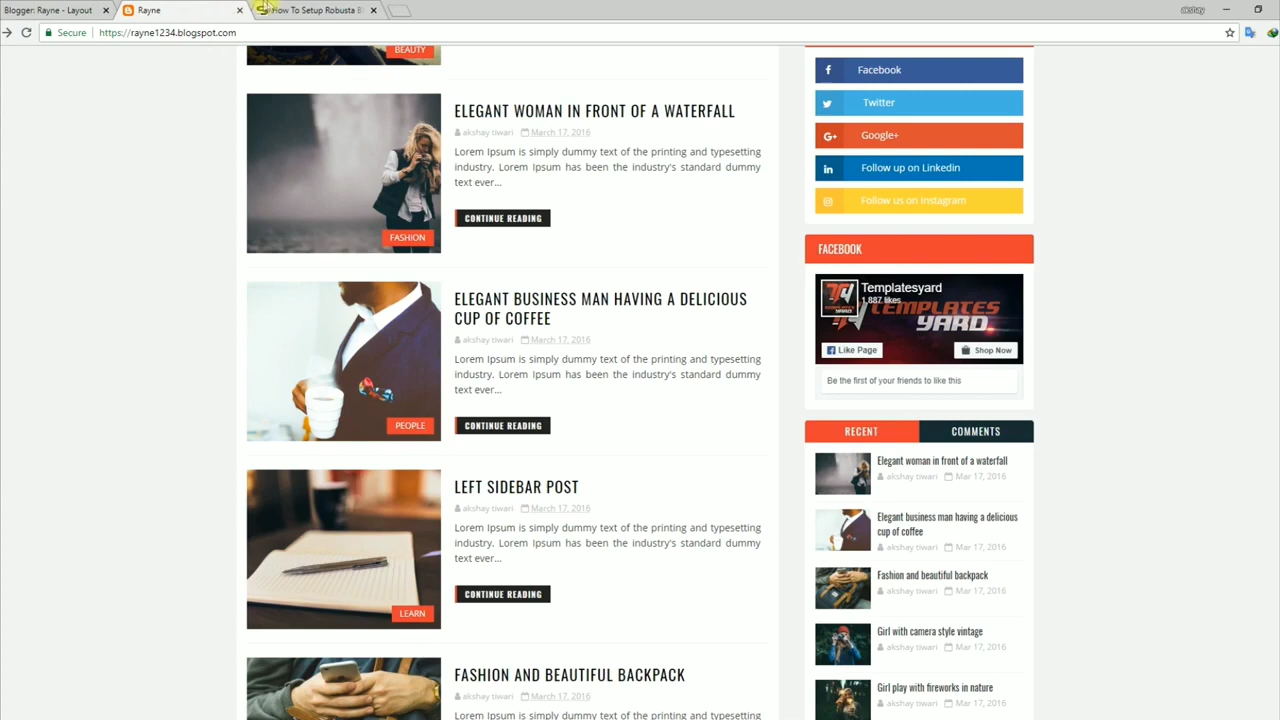 Blogger: Rayne - Layout
Rayne
How To Setup Robusta B
akshay
Secure
https://rayne1234.blogspot.com
BEAUTY
ELEGANT WOMAN IN FRONT OF A WATERFALL
akshay tiwari March 17, 2016
Lorem Ipsum is simply dummy text of the printing and typesetting
industry. Lorem Ipsum has been the industry's standard dummy
text ever...
CONTINUE READING
FASHION
ELEGANT BUSINESS MAN HAVING A DELICIOUS
CUP OF COFFEE
akshay tiwari March 17, 2016
Lorem Ipsum is simply dummy text of the printing and typesetting
industry. Lorem Ipsum has been the industry's standard dummy
text ever...
CONTINUE READING
PEOPLE
LEFT SIDEBAR POST
akshay tiwari March 17, 2016
Lorem Ipsum is simply dummy text of the printing and typesetting
industry. Lorem Ipsum has been the industry's standard dummy
text ever...
CONTINUE READING
LEARN
FASHION AND BEAUTIFUL BACKPACK
akshay tiwari March 17, 2016
Lorem Ipsum is simply dummy text of the printing and typesetting
Facebook
Twitter
Google+
Follow up on Linkedin
Follow us on Instagram
FACEBOOK
Templatesyard
1,887 likes
TEMPLATES
YARD
Like Page
Shop Now
Be the first of your friends to like this
RECENT
COMMENTS
Elegant woman in front of a waterfall
akshay tiwari Mar 17, 2016
Elegant business man having a delicious
cup of coffee
akshay tiwari Mar 17, 2016
Fashion and beautiful backpack
akshay tiwari Mar 17, 2016
Girl with camera style vintage
akshay tiwari Mar 17, 2016
Girl play with fireworks in nature
akshay tiwari Mar 17, 2016